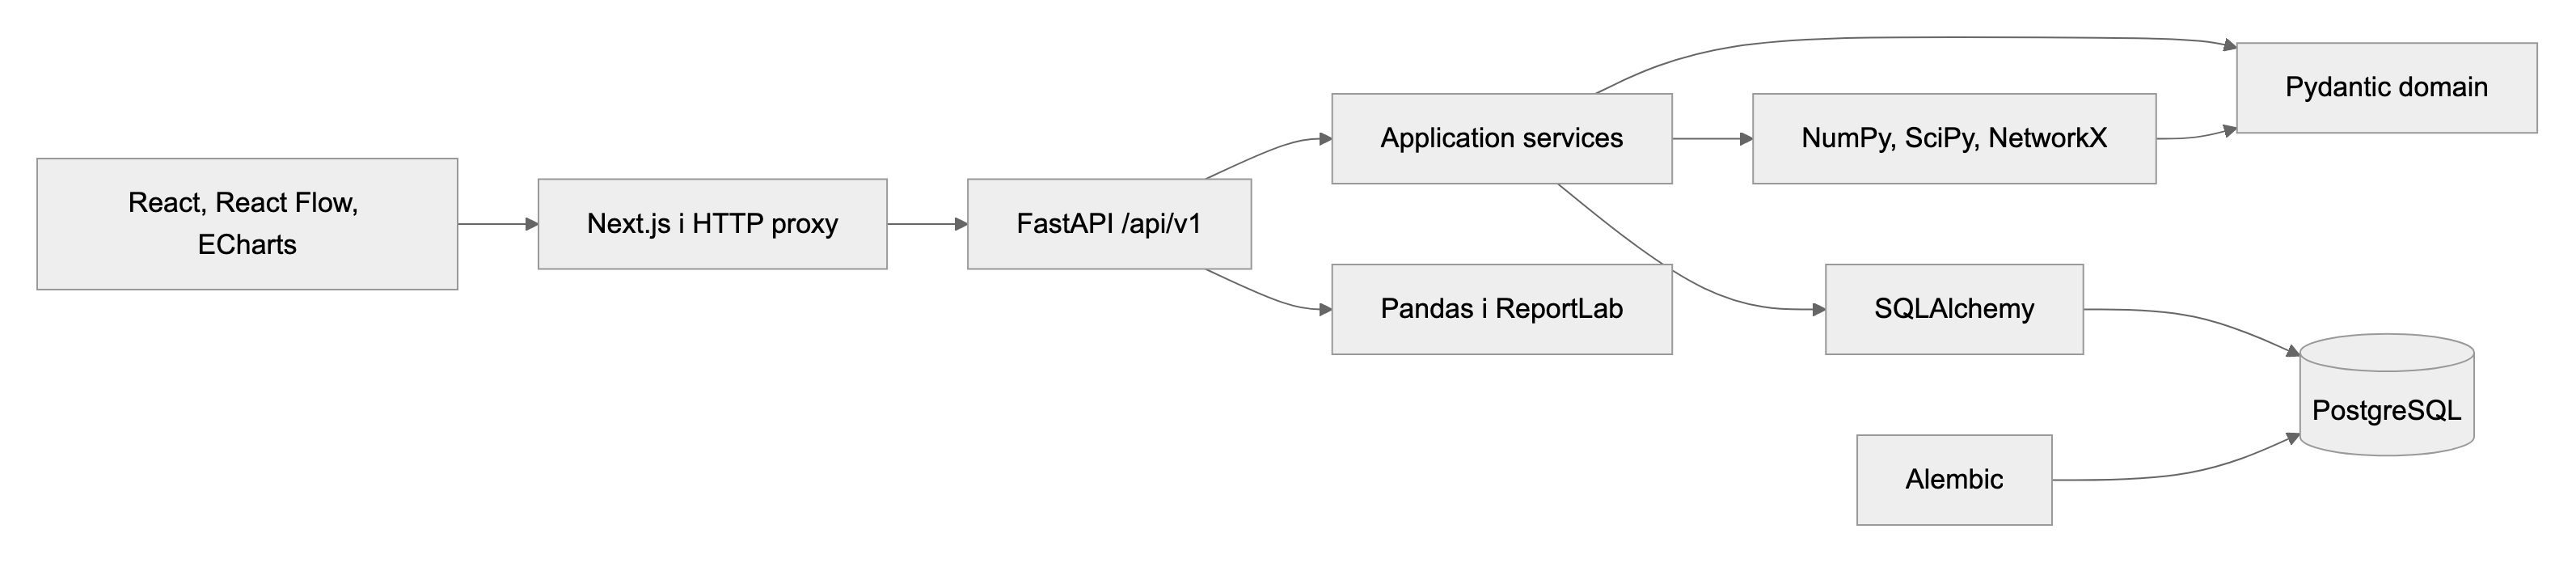 React, React Flow,
ECharts
Next.js i HTTP proxy
FastAPI /api/v1
Application services
Pandas i ReportLab
NumPy, SciPy, NetworkX
SQLAlchemy
Alembic
Pydantic domain
PostgreSQL